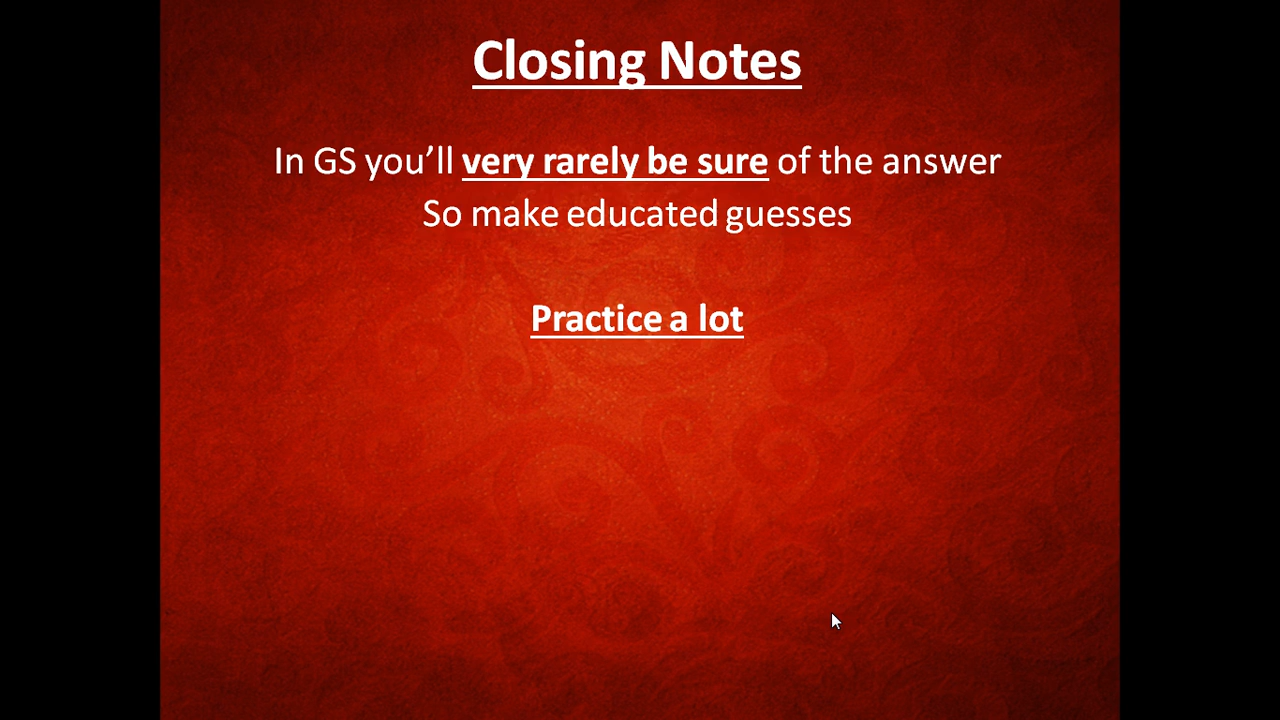 Closing Notes
In GS you’ll very rarely be sure of the answer
So make educated guesses
Practice a lot